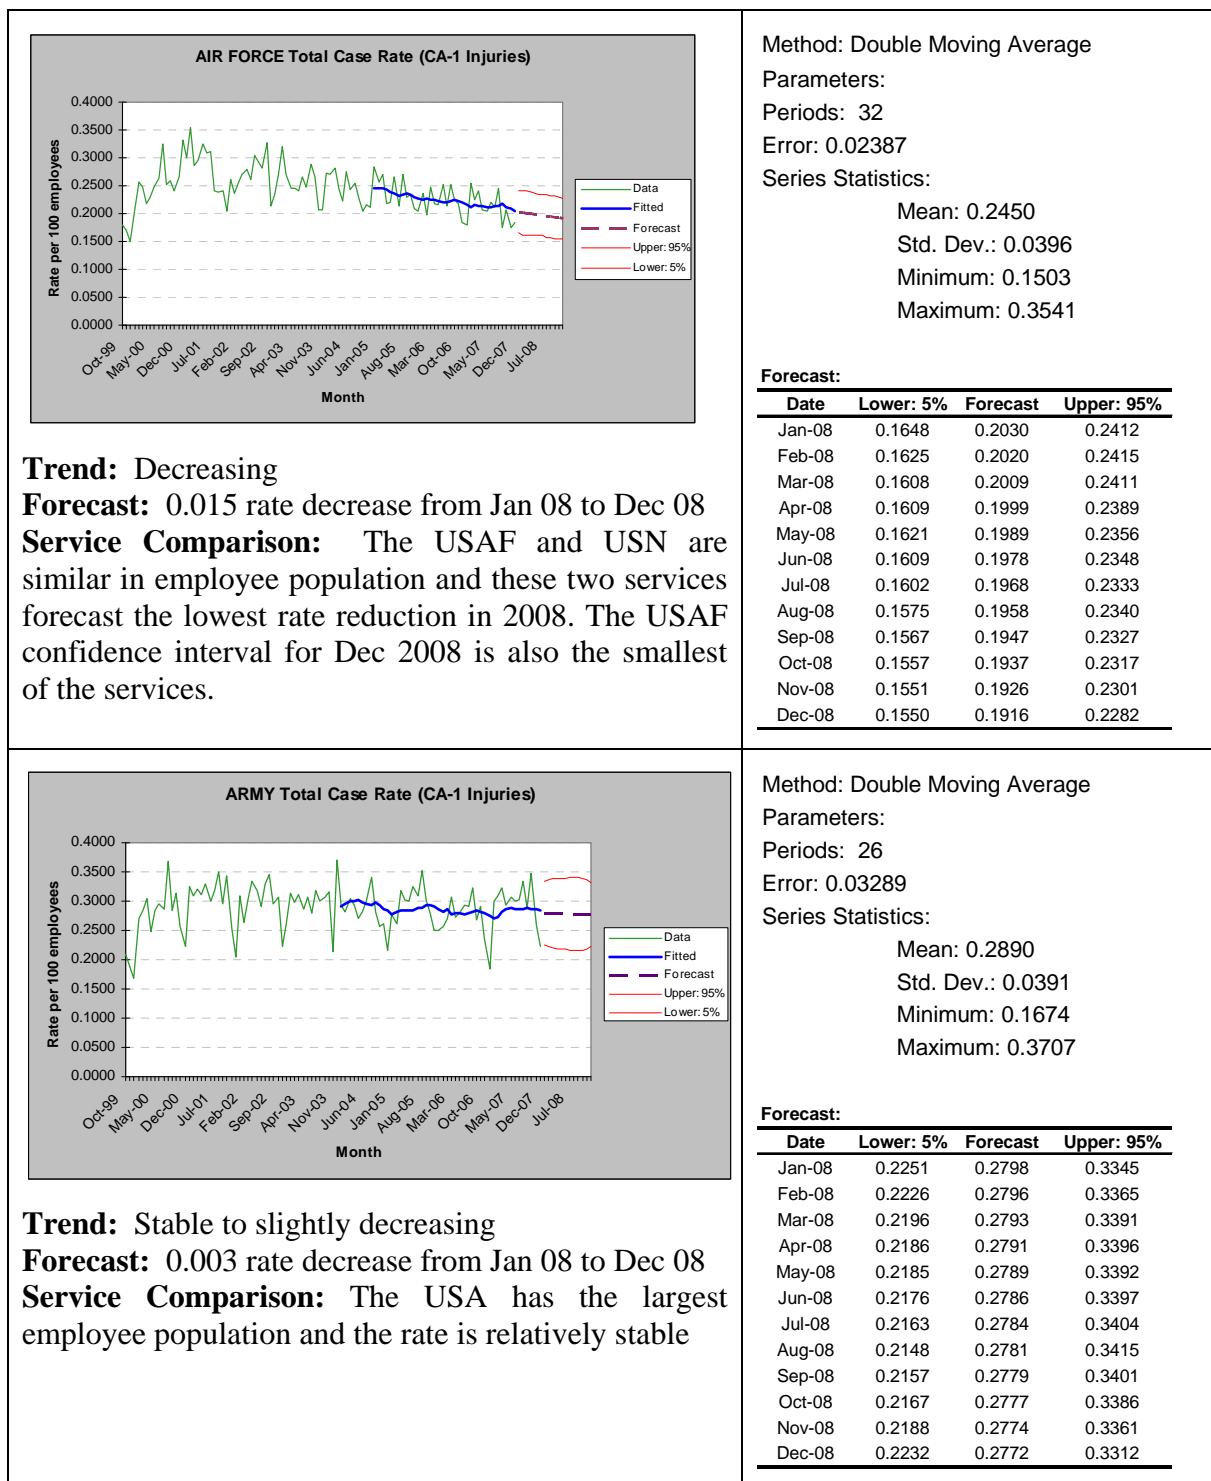 AIR FORCE Total Case Rate (CA-1 Injuries)
Rate per 100 employees
0.4000
0.3500
0.3000
0.2500
0.2000
0.1500
0.1000
0.0500
0.0000
Oct-99
May-00
Dec-00
Jul-01
Feb-02
Sep-02
Apr-03
Nov-03
Jun-04
Jan-05
Aug-05
Mar-06
Oct-06
May-07
Dec-07
Jul-08
Month
Data
Fitted
Forecast
Upper: 95%
Lower: 5%
Trend: Decreasing
Forecast: 0.015 rate decrease from Jan 08 to Dec 08
Service Comparison: The USAF and USN are
similar in employee population and these two services
forecast the lowest rate reduction in 2008. The USAF
confidence interval for Dec 2008 is also the smallest
of the services.
Method: Double Moving Average
Parameters:
Periods: 32
Error: 0.02387
Series Statistics:
Mean: 0.2450
Std. Dev.: 0.0396
Minimum: 0.1503
Maximum: 0.3541
Forecast:
Date Lower: 5% Forecast Upper: 95%
Jan-08 0.1648 0.2030 0.2412
Feb-08 0.1625 0.2020 0.2415
Mar-08 0.1608 0.2009 0.2411
Apr-08 0.1609 0.1999 0.2389
May-08 0.1621 0.1989 0.2356
Jun-08 0.1609 0.1978 0.2348
Jul-08 0.1602 0.1968 0.2333
Aug-08 0.1575 0.1958 0.2340
Sep-08 0.1567 0.1947 0.2327
Oct-08 0.1557 0.1937 0.2317
Nov-08 0.1551 0.1926 0.2301
Dec-08 0.1550 0.1916 0.2282
ARMY Total Case Rate (CA-1 Injuries)
Rate per 100 employees
0.4000
0.3500
0.3000
0.2500
0.2000
0.1500
0.1000
0.0500
0.0000
Oct-99
May-00
Dec-00
Jul-01
Feb-02
Sep-02
Apr-03
Nov-03
Jun-04
Jan-05
Aug-05
Mar-06
Oct-06
May-07
Dec-07
Jul-08
Month
Data
Fitted
Forecast
Upper: 95%
Lower: 5%
Trend: Stable to slightly decreasing
Forecast: 0.003 rate decrease from Jan 08 to Dec 08
Service Comparison: The USA has the largest
employee population and the rate is relatively stable
Method: Double Moving Average
Parameters:
Periods: 26
Error: 0.03289
Series Statistics:
Mean: 0.2890
Std. Dev.: 0.0391
Minimum: 0.1674
Maximum: 0.3707
Forecast:
Date Lower: 5% Forecast Upper: 95%
Jan-08 0.2251 0.2798 0.3345
Feb-08 0.2226 0.2796 0.3365
Mar-08 0.2196 0.2793 0.3391
Apr-08 0.2186 0.2791 0.3396
May-08 0.2185 0.2789 0.3392
Jun-08 0.2176 0.2786 0.3397
Jul-08 0.2163 0.2784 0.3404
Aug-08 0.2148 0.2781 0.3415
Sep-08 0.2157 0.2779 0.3401
Oct-08 0.2167 0.2777 0.3386
Nov-08 0.2188 0.2774 0.3361
Dec-08 0.2232 0.2772 0.3312